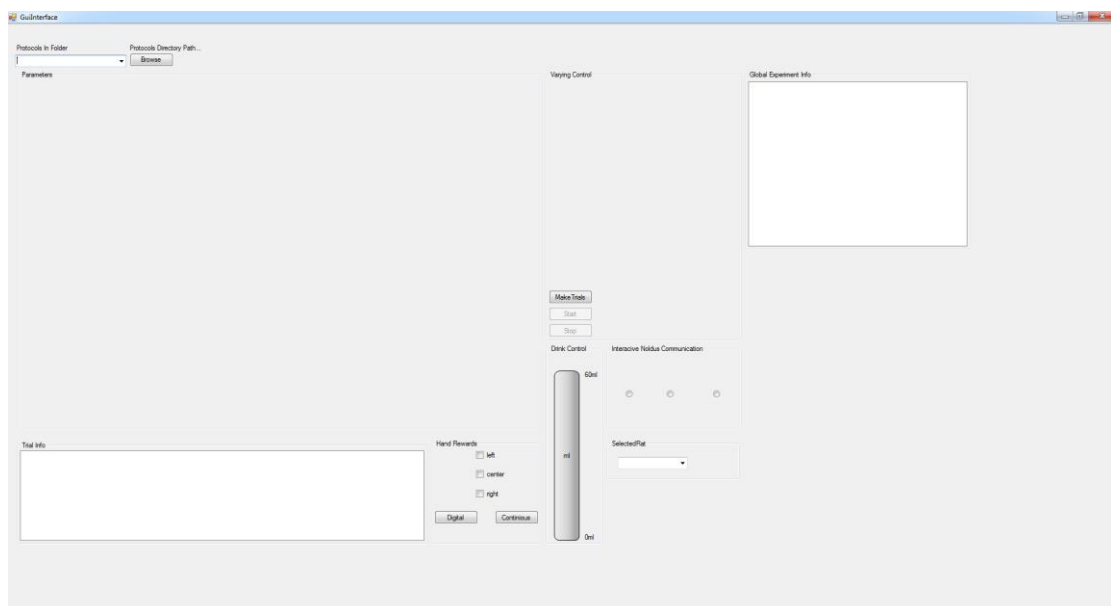 GuiInterface
Protocols In Folder
Protocols Directory Path...
Browse
Parameters
Varying Control
Global Experiment Info
MakeTrials
Start
Stop
Drink Control
Interacive Noldus Communication
60ml
ml
0ml
Trial Info
Hand Rewards
left
center
right
Digital
Continious
SelectedRat